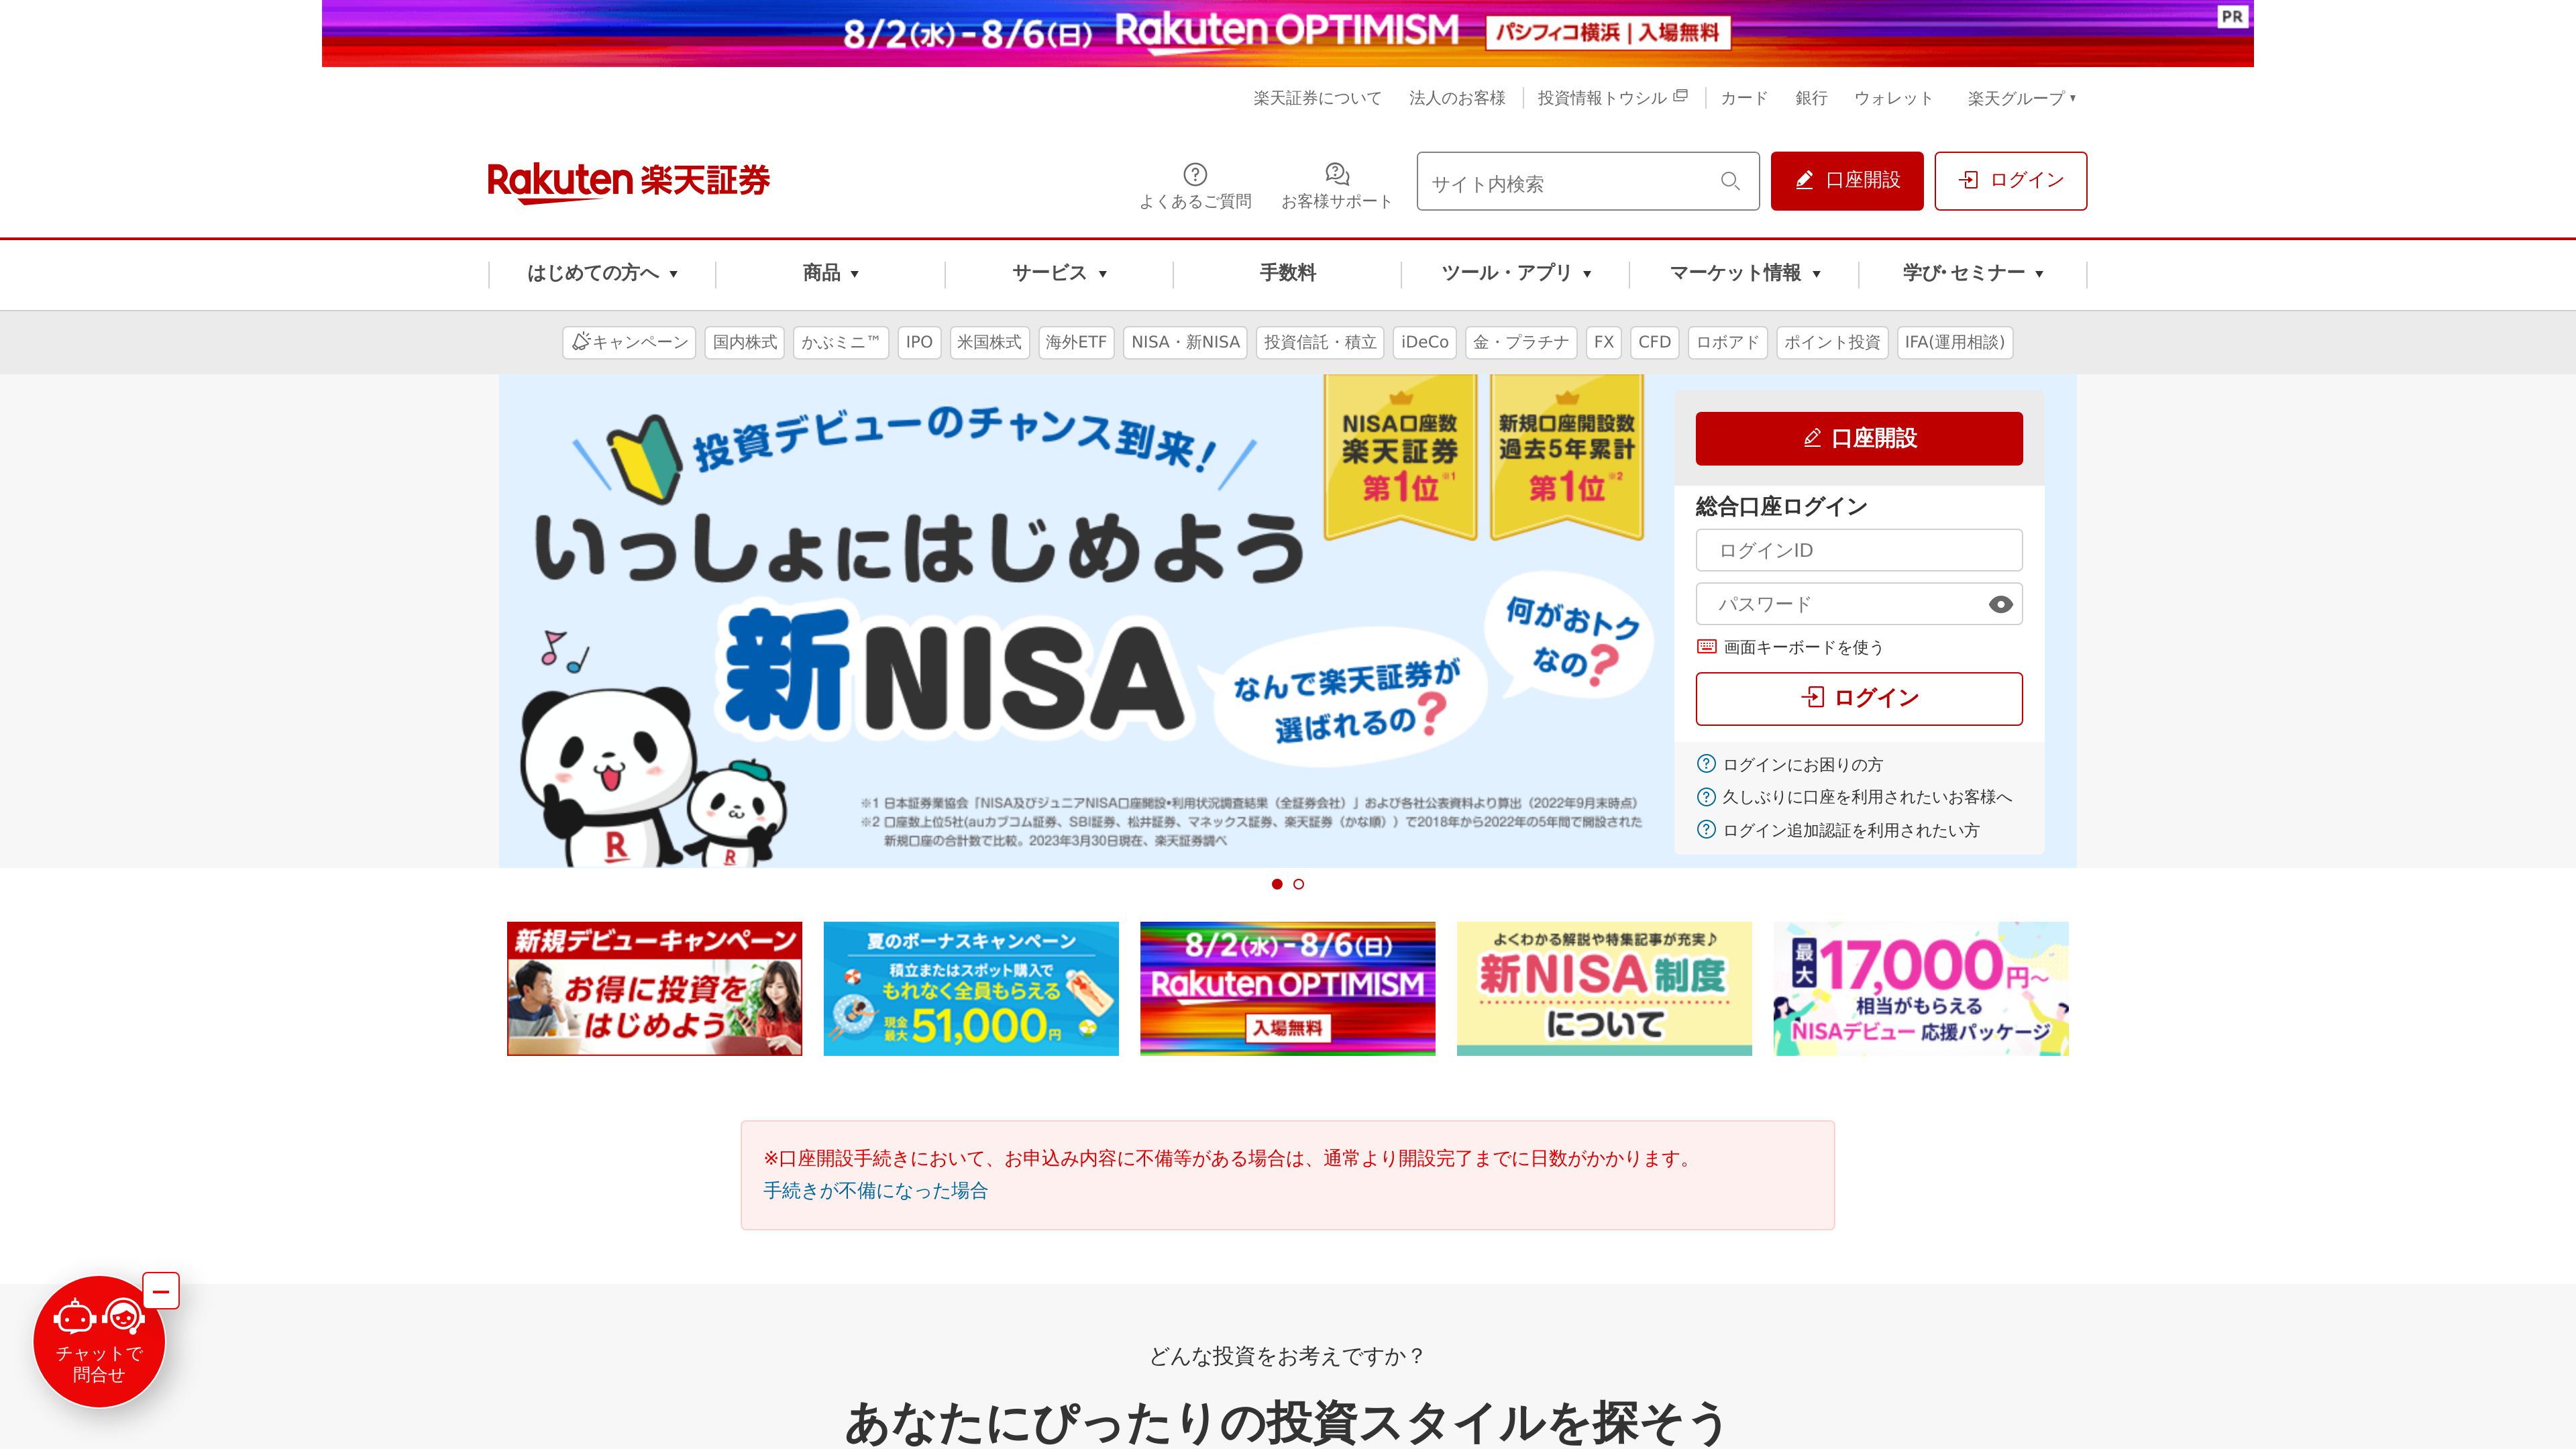 8/2(水)-8/6(日) Rakuten OPTIMISM パシフィコ横浜 | 入場無料
PR
楽天証券について 法人のお客様 投資情報トウシル カード 銀行 ウォレット 楽天グループ ▼
Rakuten 楽天証券
よくあるご質問 お客様サポート サイト内検索 口座開設 ログイン
はじめての方へ ▼ 商品 ▼ サービス ▼ 手数料 ツール・アプリ ▼ マーケット情報 ▼ 学び・セミナー ▼
キャンペーン 国内株式 かぶミニ™ IPO 米国株式 海外ETF NISA・新NISA 投資信託・積立 iDeCo 金・プラチナ FX CFD ロボアド ポイント投資 IFA(運用相談)
投資デビューのチャンス到来!
いっしょにはじめよう
新NISA
NISA口座数
楽天証券
第1位※1
新規口座開設数
過去5年累計
第1位※2
なんで楽天証券が
選ばれるの?
何がおトク
なの?
R
R
※1 日本証券業協会「NISA及びジュニアNISA口座開設・利用状況調査結果（全証券会社）」および各社公表資料より算出（2022年9月末時点）
※2 口座数上位5社(auカブコム証券、SBI証券、松井証券、マネックス証券、楽天証券（かな順））で2018年から2022年の5年間で開設された
新規口座の合計数で比較。2023年3月30日現在、楽天証券調べ
口座開設
総合口座ログイン
ログインID
パスワード
画面キーボードを使う
ログイン
ログインにお困りの方
久しぶりに口座を利用されたいお客様へ
ログイン追加認証を利用されたい方
新規デビューキャンペーン
お得に投資を
はじめよう
夏のボーナスキャンペーン
積立またはスポット購入で
もれなく全員もらえる
現金最大51,000円
8/2(水)-8/6(日)
Rakuten OPTIMISM
入場無料
よくわかる解説や特集記事が充実♪
新NISA制度
について
最大17,000円～
相当がもらえる
NISAデビュー 応援パッケージ
※口座開設手続きにおいて、お申込み内容に不備等がある場合は、通常より開設完了までに日数がかかります。
手続きが不備になった場合
チャットで
問合せ
どんな投資をお考えですか？
あなたにぴったりの投資スタイルを探そう